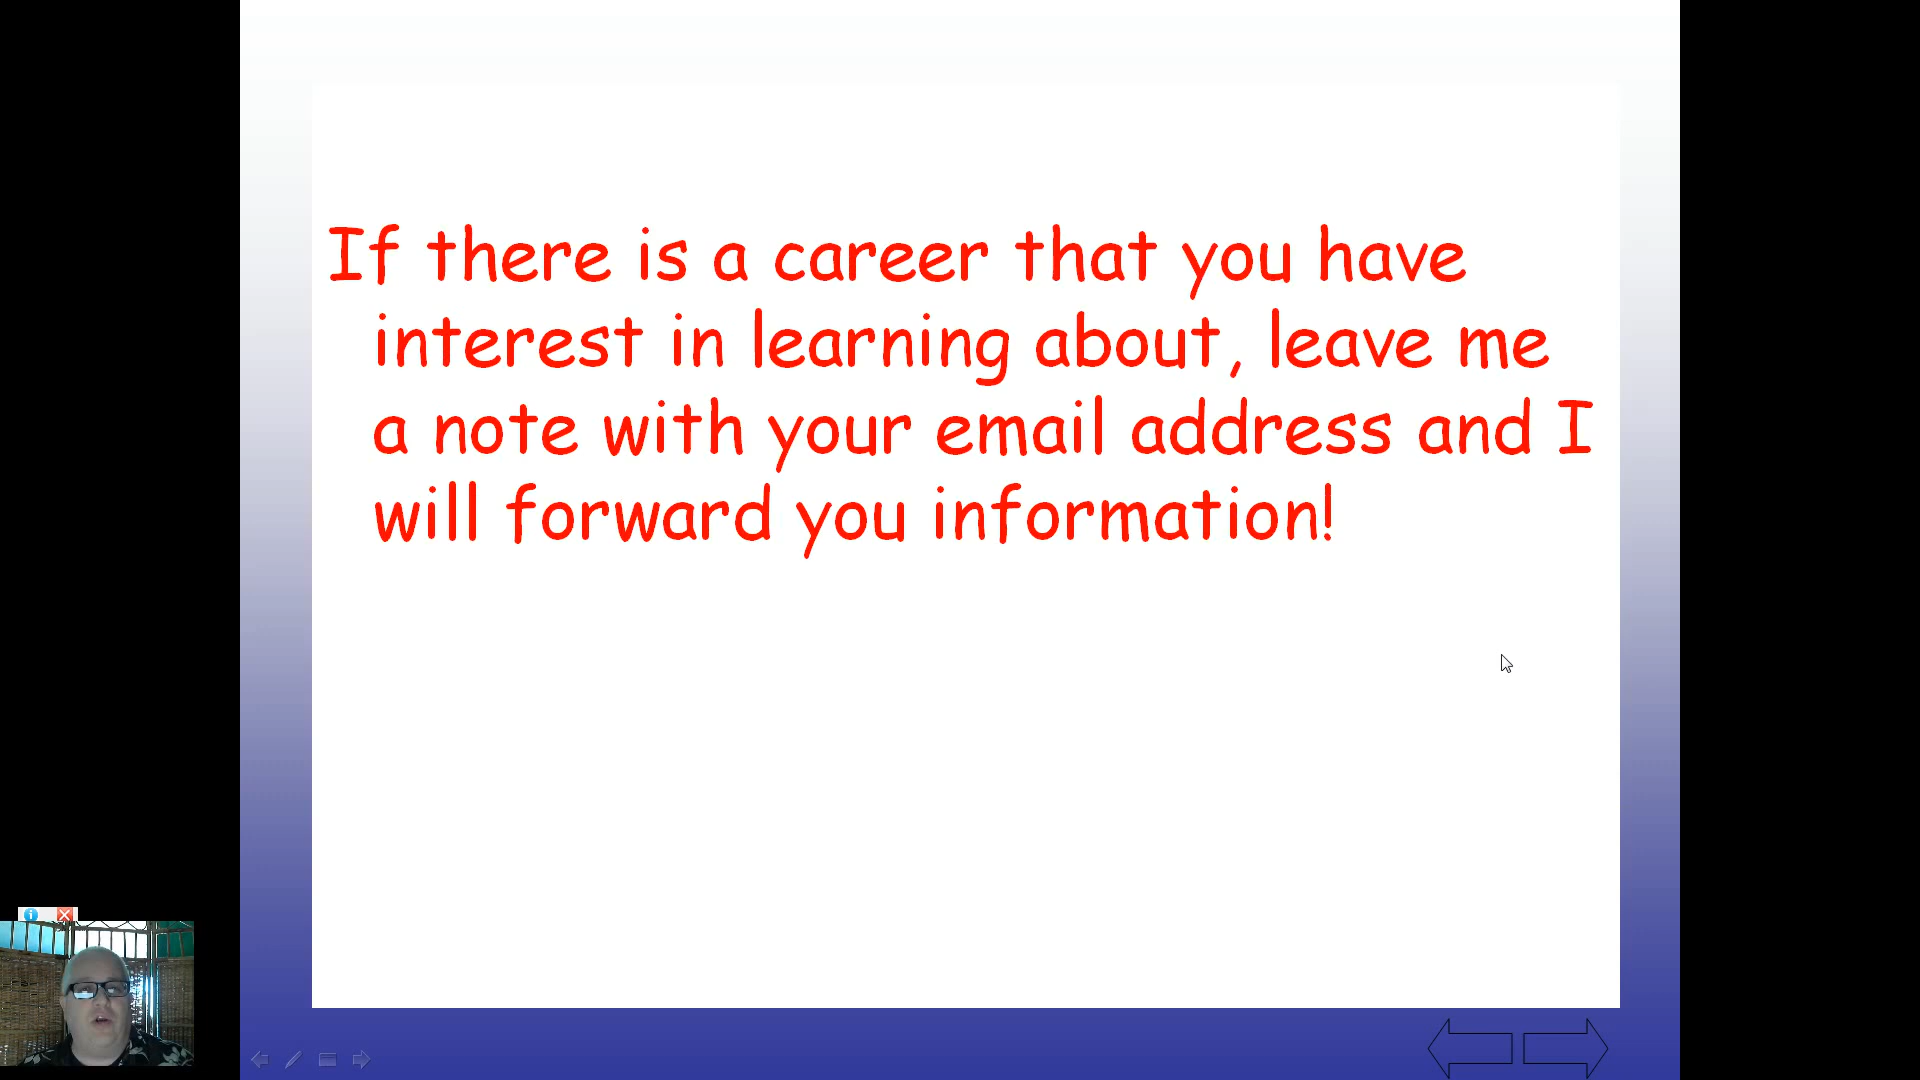 If there is a career that you have
interest in learning about, leave me
a note with your email address and I
will forward you information!